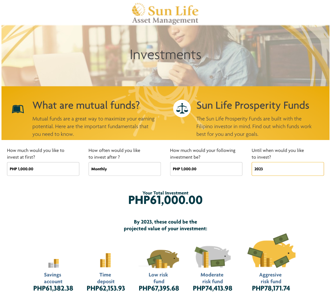 Sun Life
Asset Management
Investments
What are mutual funds?
Mutual funds are a great way to maximize your earning
potential. Here are the important fundamentals that
you need to know.
Sun Life Prosperity Funds
The Sun Life Prosperity Funds are built with the
filipino investor in mind. Find out which funds work
best for you and your goals.
How much would you like to
invest at first?
How often would you like
to invest after ?
How much would your following
investment be?
Until when would you like
to invest?
PHP 1,000.00
Monthly
PHP 1,000.00
2023
Your Total Investment
PHP61,000.00
By 2023, these could be the
projected value of your investment:
Savings
account
PHP61,382.38
Time
deposit
PHP62,153.93
Low risk
fund
PHP67,395.68
Moderate
risk fund
PHP74,413.98
Aggresive
risk fund
PHP78,171.74